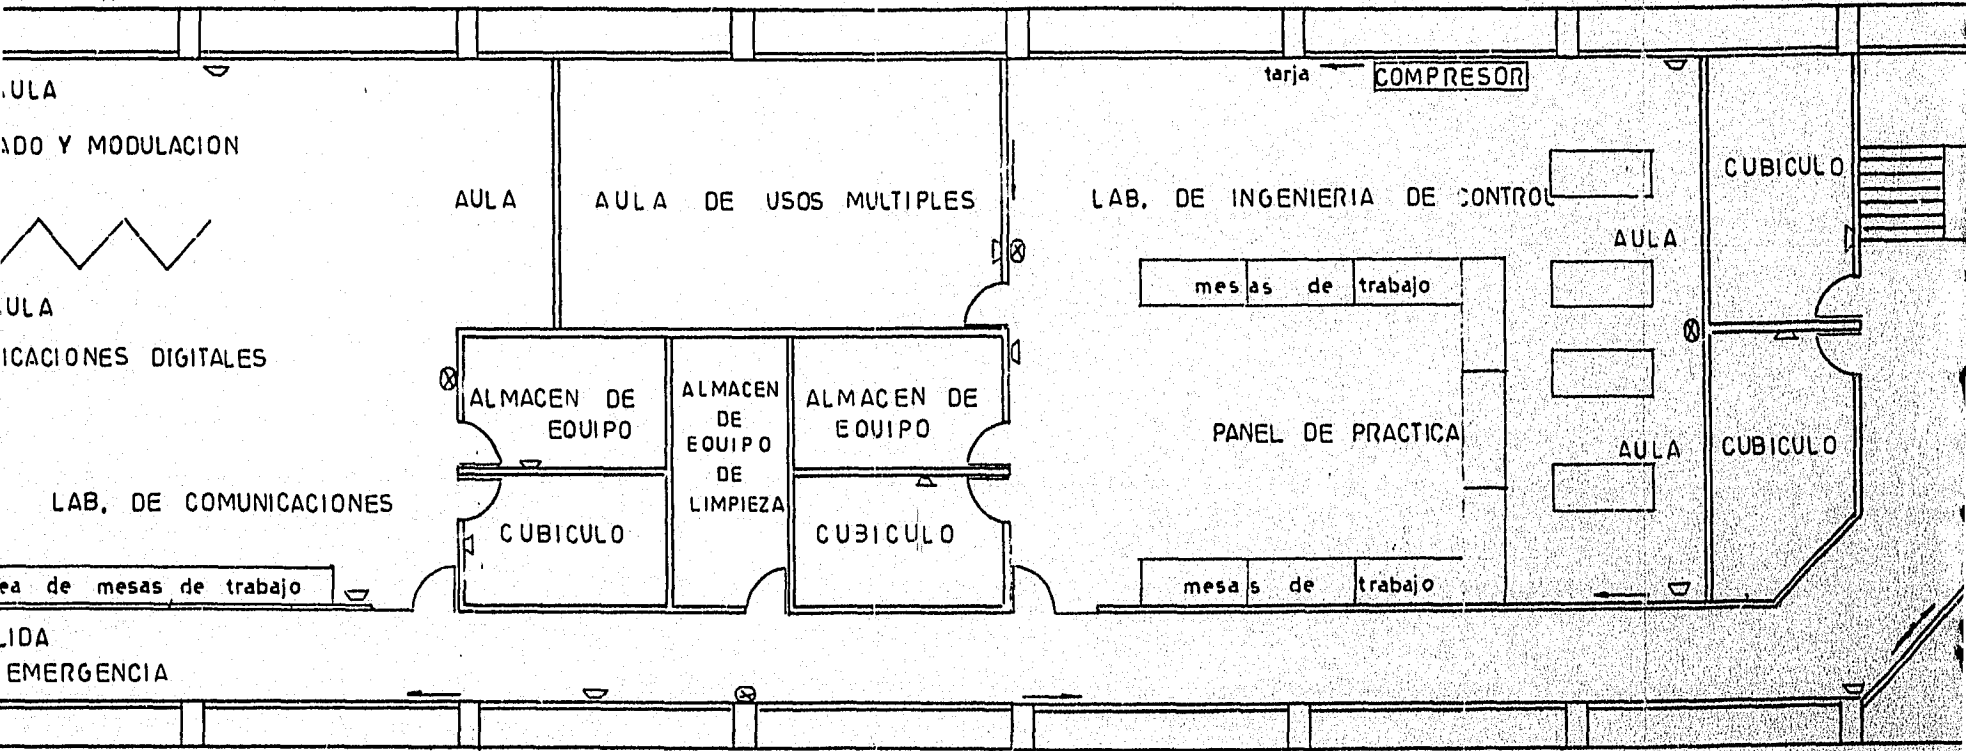 AULA
ADO Y MODULACION
AULA
ICACIONES DIGITALES
LAB. DE COMUNICACIONES
ea de mesas de trabajo
LIDA
EMERGENCIA
AULA
AULA DE USOS MULTIPLES
ALMACEN DE
EQUIPO
CUBICULO
ALMACEN
DE
EQUIPO
DE
LIMPIEZA
ALMACEN DE
EQUIPO
CUBICULO
tarja
COMPRESOR
LAB. DE INGENIERIA DE CONTROL
AULA
mesas de trabajo
PANEL DE PRACTICA
AULA
mesas de trabajo
CUBICULO
CUBICULO